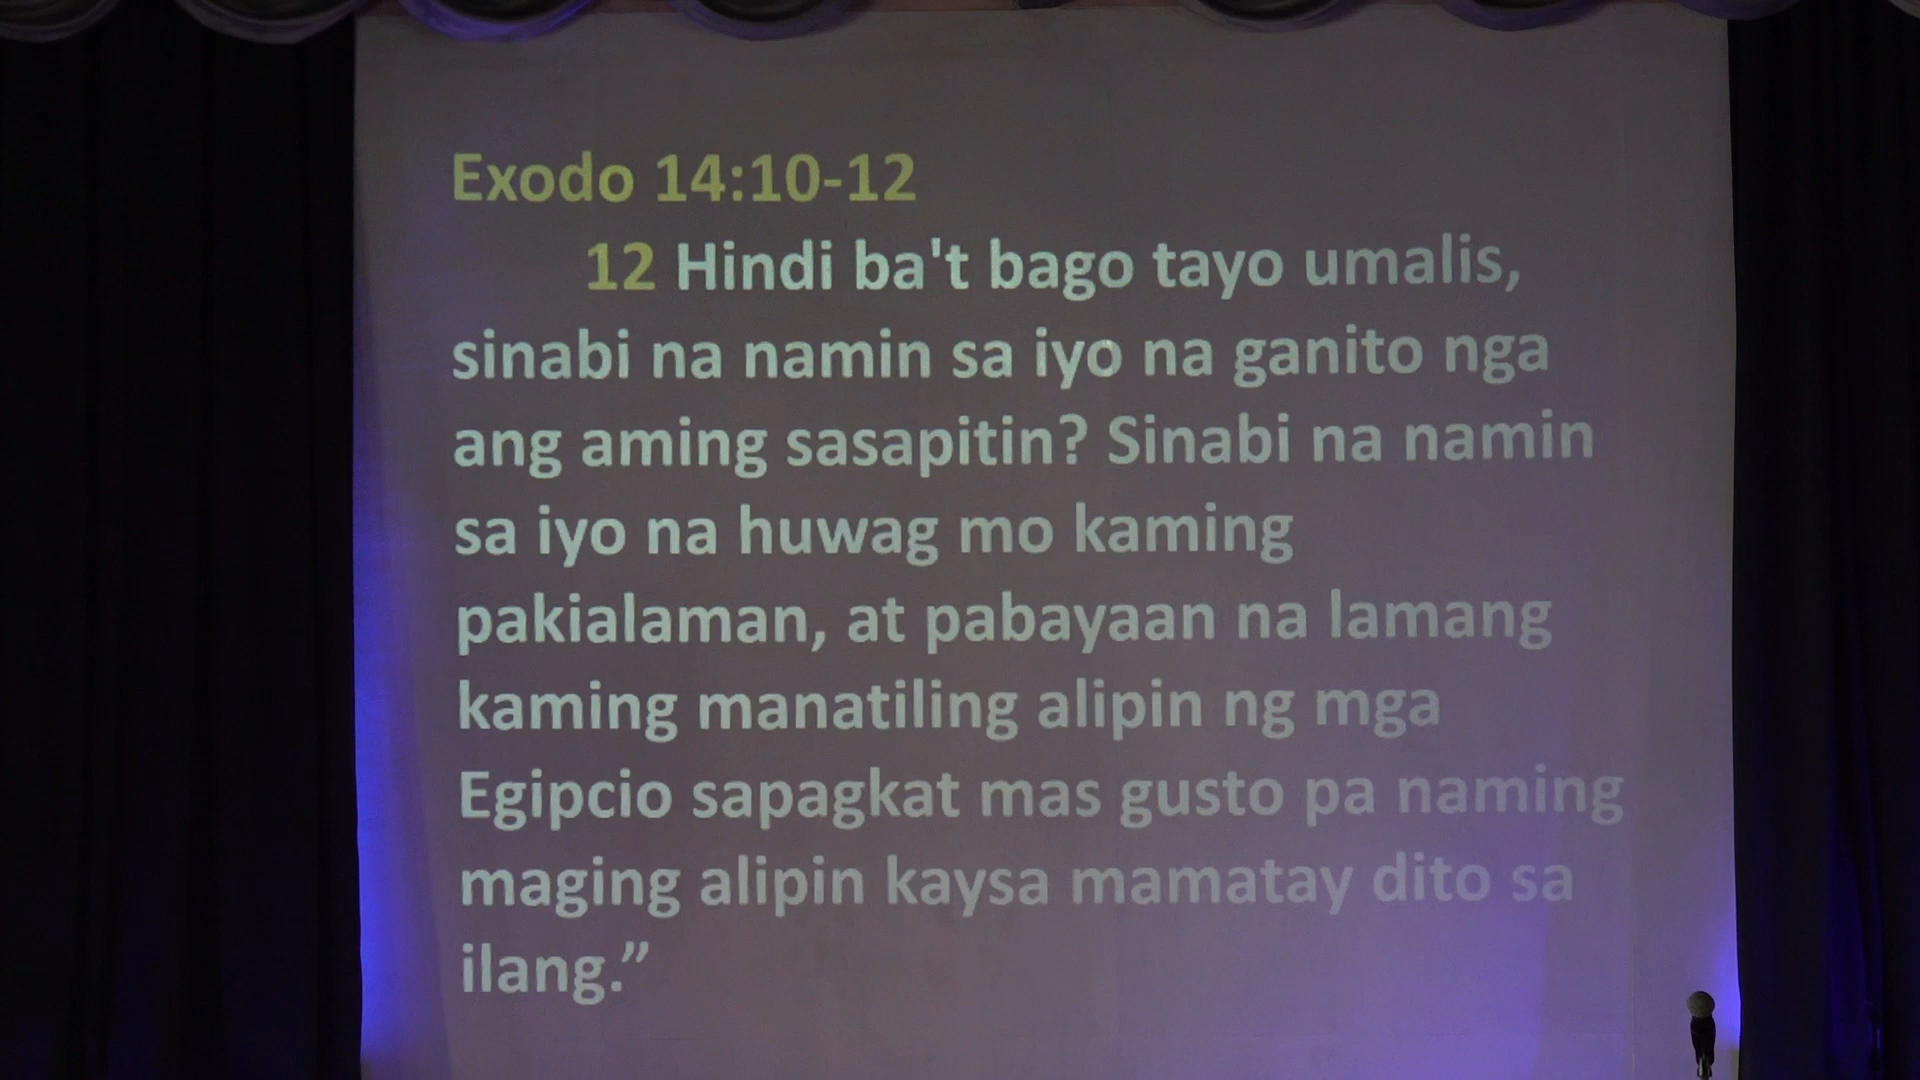 Exodo 14:10-12
12 Hindi ba't bago tayo umalis,
sinabi na namin sa iyo na ganito nga
ang aming sasapitin? Sinabi na namin
sa iyo na huwag mo kaming
pakialaman, at pabayaan na lamang
kaming manatiling alipin ng mga
Egipcio sapagkat mas gusto pa naming
maging alipin kaysa mamatay dito sa
ilang.”